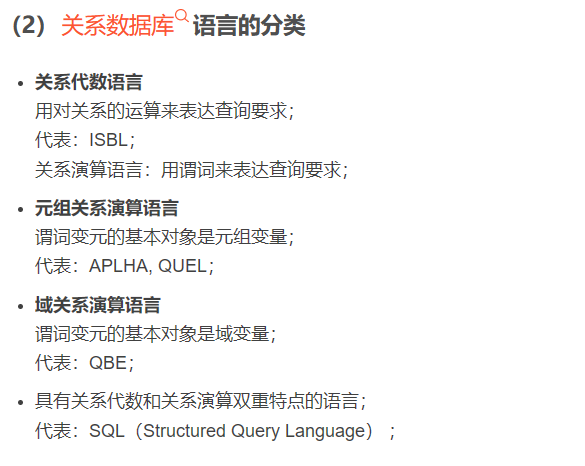 （2）关系数据库语言的分类
关系代数语言
用对关系的运算来表达查询要求；
代表：ISBL；
关系演算语言：用谓词来表达查询要求；
元组关系演算语言
谓词变元的基本对象是元组变量；
代表：APLHA, QUEL；
域关系演算语言
谓词变元的基本对象是域变量；
代表：QBE；
具有关系代数和关系演算双重特点的语言；
代表：SQL（Structured Query Language） ；